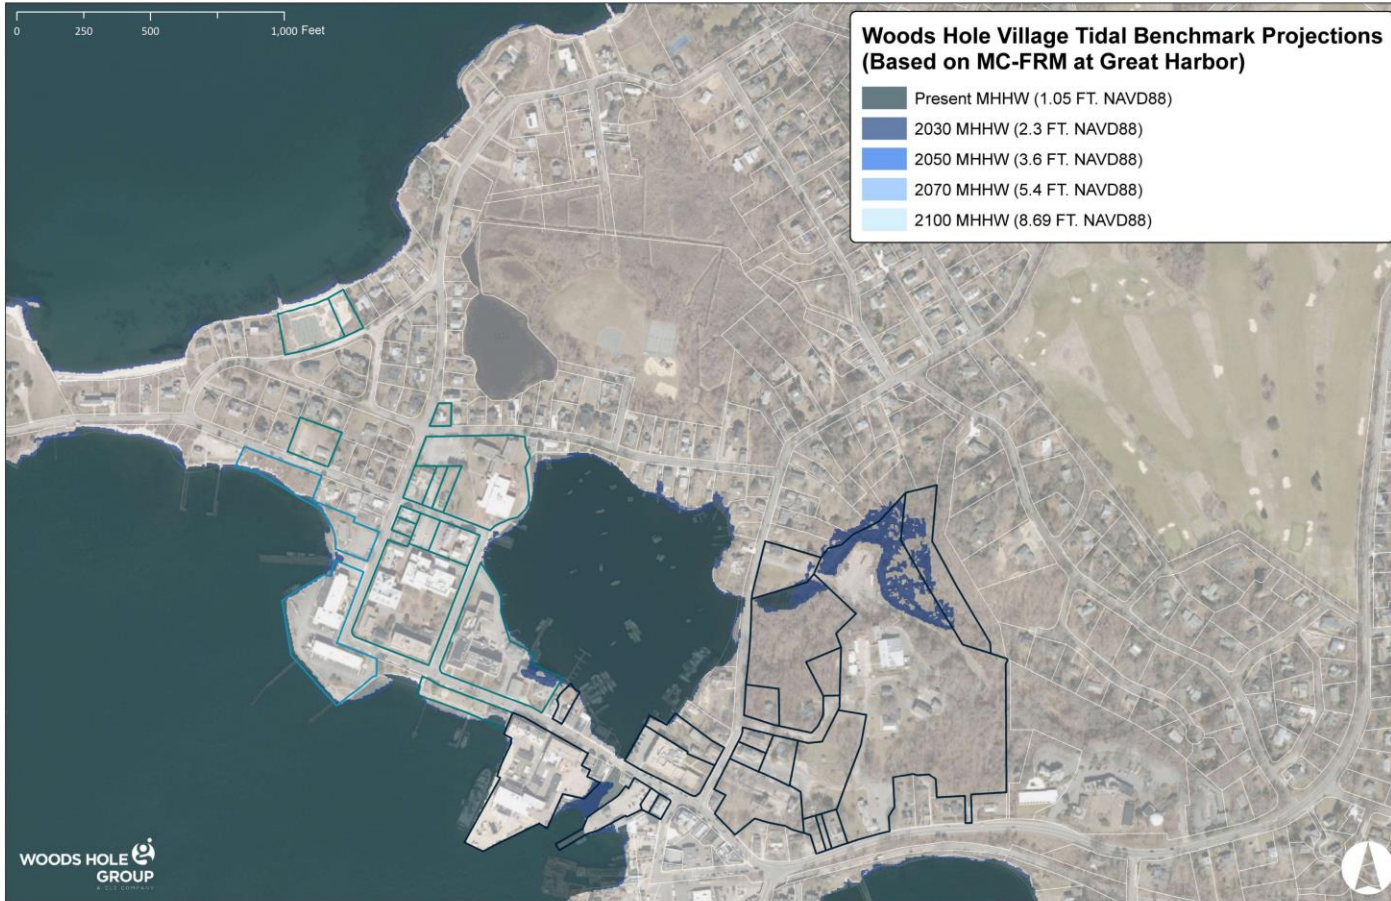 0 250 500 1,000 Feet
Woods Hole Village Tidal Benchmark Projections
(Based on MC-FRM at Great Harbor)
Present MHHW (1.05 FT. NAVD88)
2030 MHHW (2.3 FT. NAVD88)
2050 MHHW (3.6 FT. NAVD88)
2070 MHHW (5.4 FT. NAVD88)
2100 MHHW (8.69 FT. NAVD88)
WOODS HOLE
GROUP
A CLS COMPANY